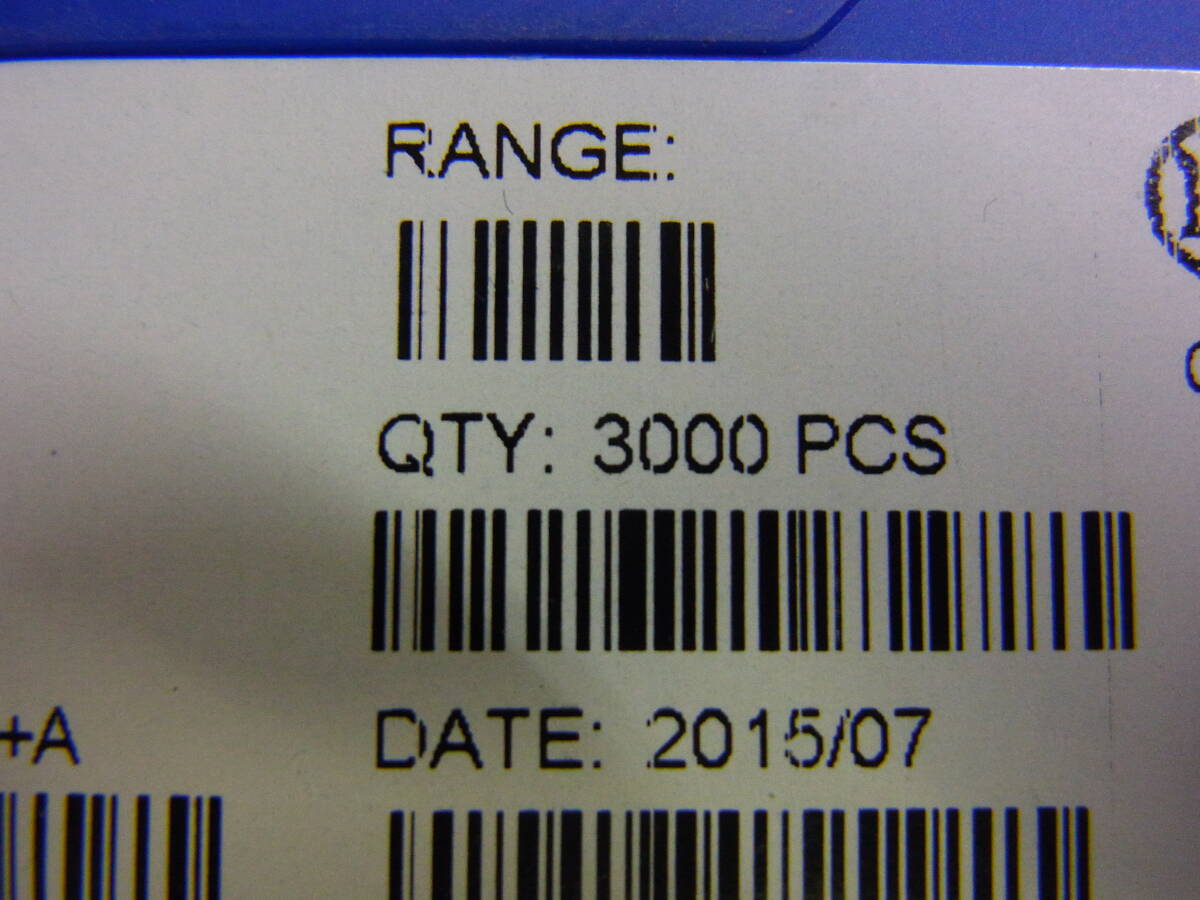 RANGE:
QTY: 3000 PCS
+A
DATE: 2015/07